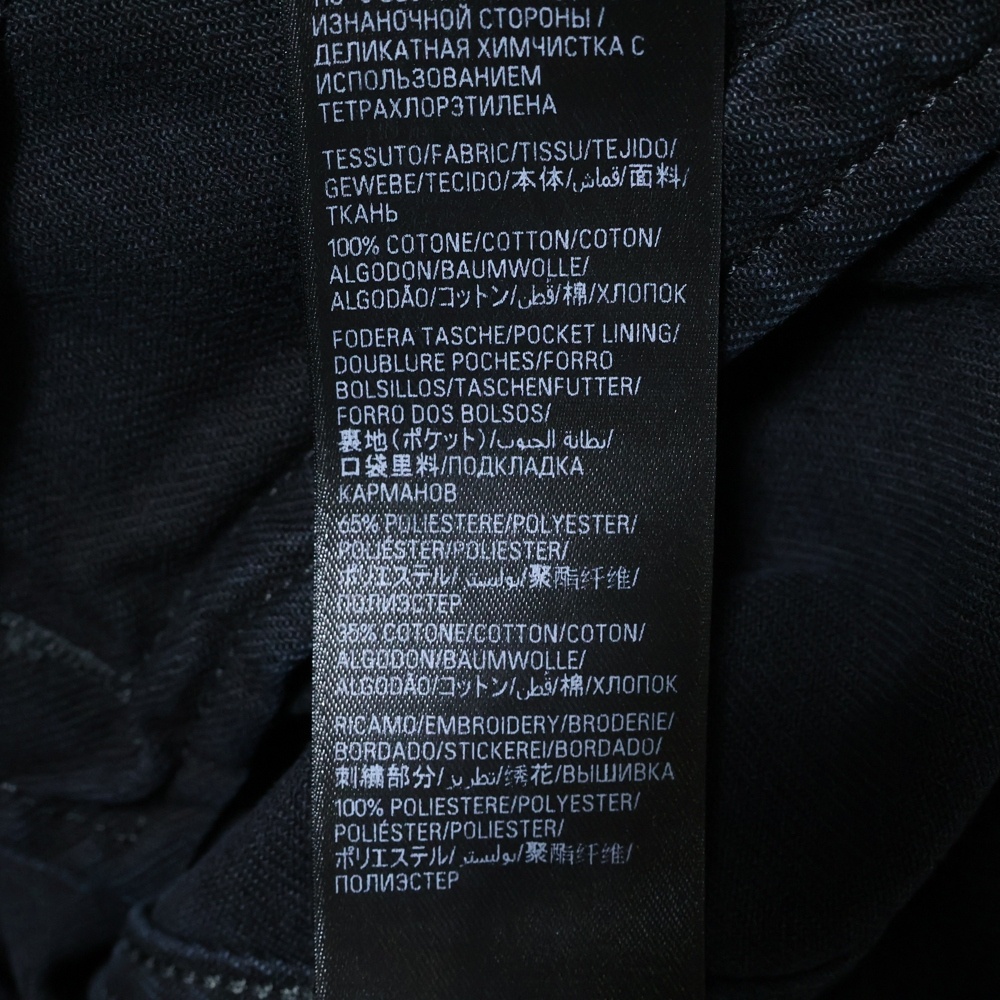 ИЗНАНОЧНОЙ СТОРОНЫ /
ДЕЛИКАТНАЯ ХИМЧИСТКА С
ИСПОЛЬЗОВАНИЕМ
ТЕТРАХЛОРЭТИЛЕНА
TESSUTO/FABRIC/TISSU/TEJIDO/
GEWEBE/TECIDO/本体/قماش/面料/
ТКАНЬ
100% COTONE/COTTON/COTON/
ALGODON/BAUMWOLLE/
ALGODÃO/コットン/قطن/棉/ХЛОПОК
FODERA TASCHE/POCKET LINING/
DOUBLURE POCHES/FORRO
BOLSILLOS/TASCHENFUTTER/
FORRO DOS BOLSOS/
裏地(ポケット)/بطانة الجيوب/
口袋里料/ПОДКЛАДКА
КАРМАНОВ
65% POLIESTERE/POLYESTER/
POLIÉSTER/POLIESTER/
ポリエステル/بوليستر/聚酯纤维/
ПОЛИЭСТЕР
35% COTONE/COTTON/COTON/
ALGODON/BAUMWOLLE/
ALGODÃO/コットン/قطن/棉/ХЛОПОК
RICAMO/EMBROIDERY/BRODERIE/
BORDADO/STICKEREI/BORDADO/
刺繍部分/تطريز/绣花/ВЫШИВКА
100% POLIESTERE/POLYESTER/
POLIÉSTER/POLIESTER/
ポリエステル/بوليستر/聚酯纤维/
ПОЛИЭСТЕР